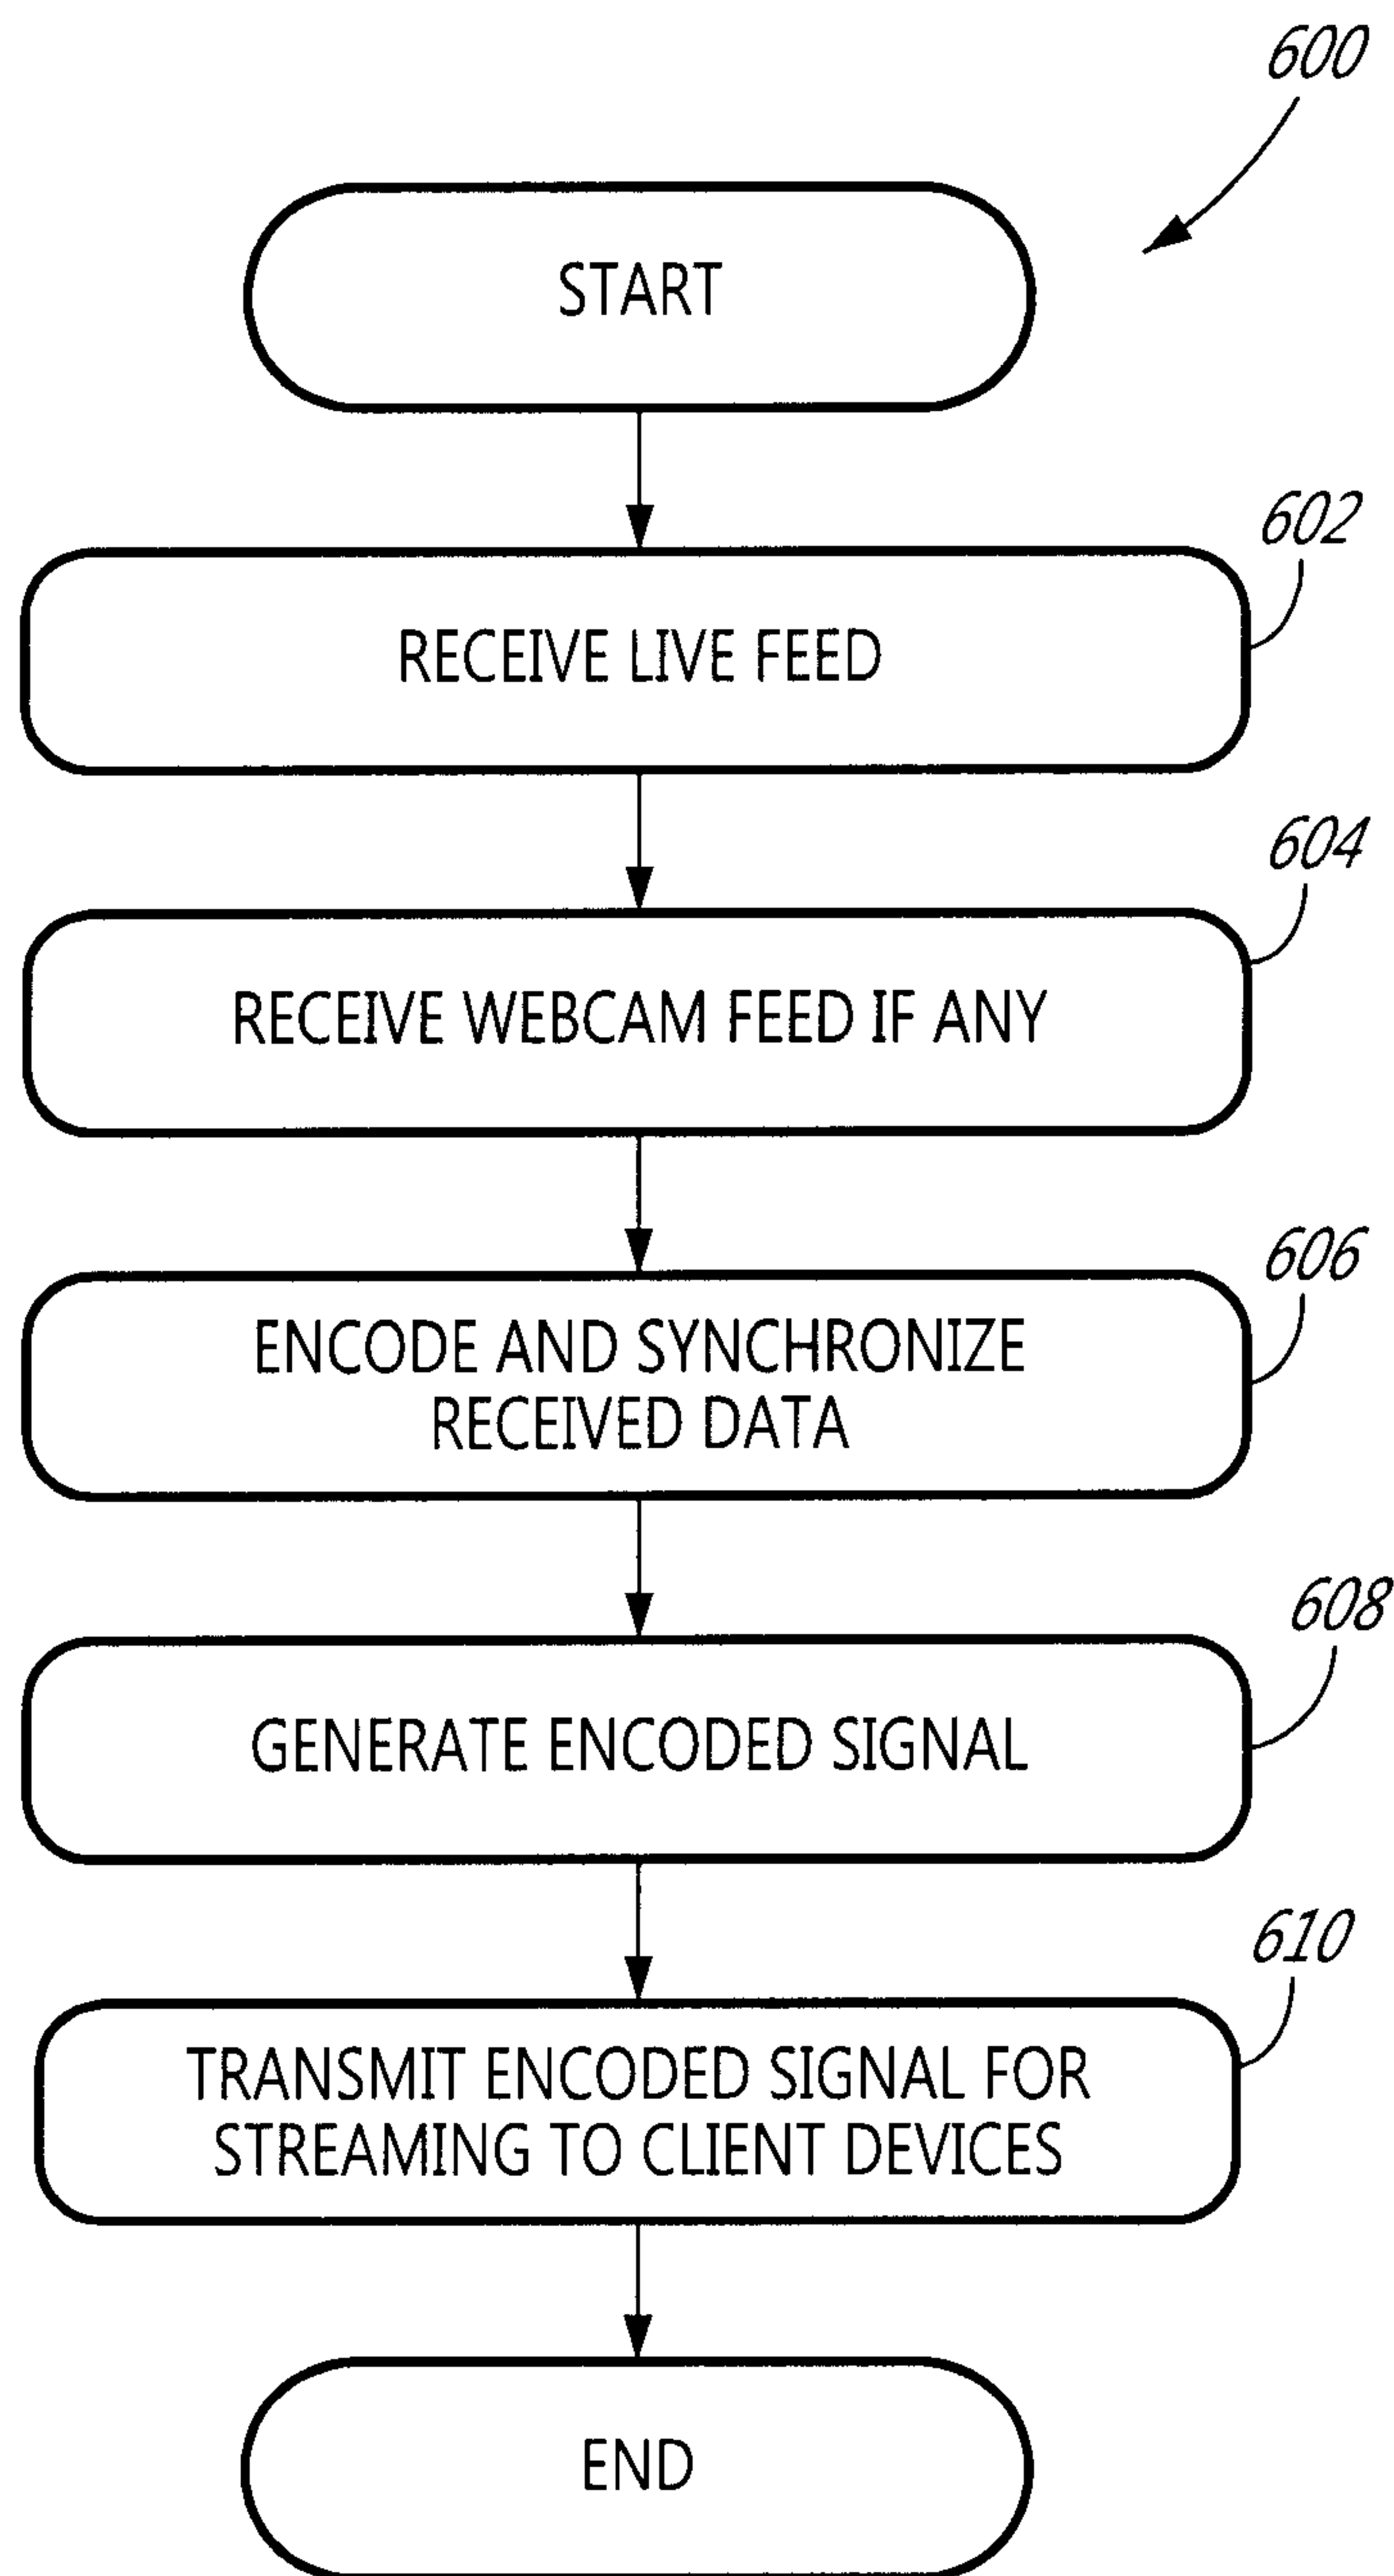 600
START
602
RECEIVE LIVE FEED
604
RECEIVE WEBCAM FEED IF ANY
606
ENCODE AND SYNCHRONIZE
RECEIVED DATA
608
GENERATE ENCODED SIGNAL
610
TRANSMIT ENCODED SIGNAL FOR
STREAMING TO CLIENT DEVICES
END